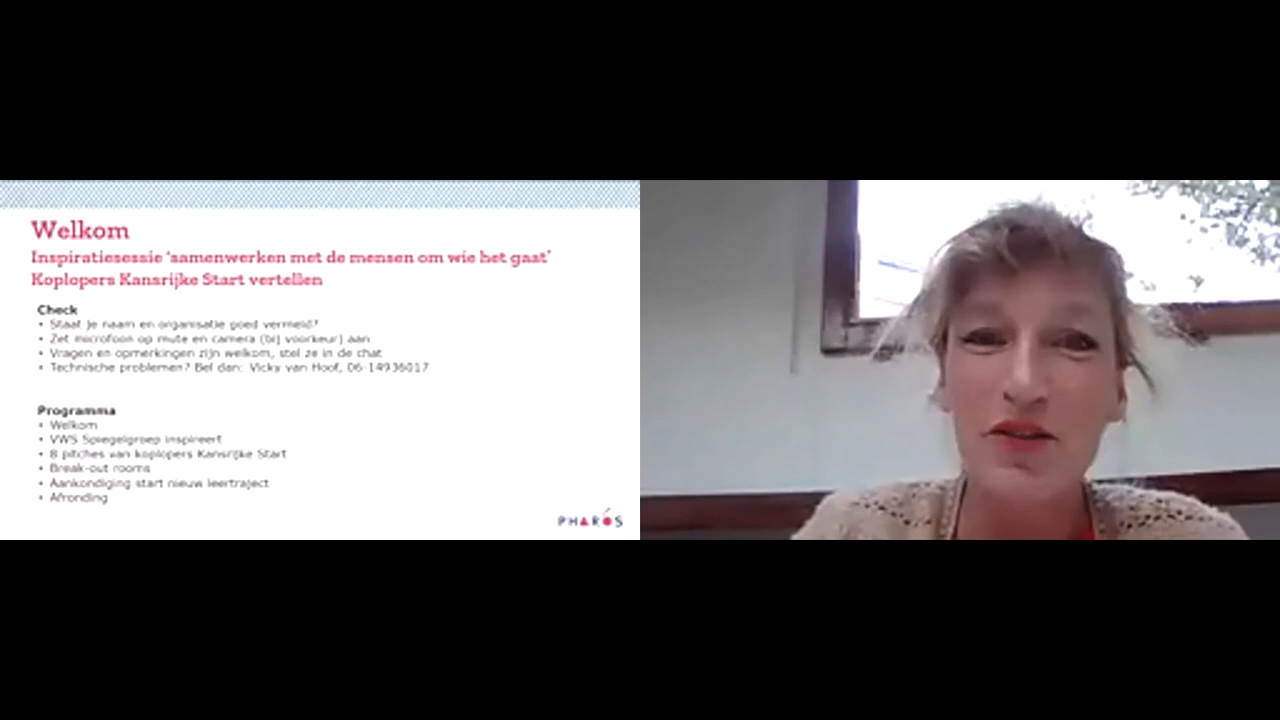 Welkom
Inspiratiesessie ‘samenwerken met de mensen om wie het gaat’
Koplopers Kansrijke Start vertellen
Check
• Staat je naam en organisatie goed vermeld?
• Zet microfoon op mute en camera (bij voorkeur) aan
• Vragen en opmerkingen zijn welkom, stel ze in de chat
• Technische problemen? Bel dan: Vicky van Hoof, 06-14936017
Programma
• Welkom
• VWS Spiegelgroep inspireert
• 8 pitches van koplopers Kansrijke Start
• Break-out rooms
• Aankondiging start nieuw leertraject
• Afronding
PHAROS